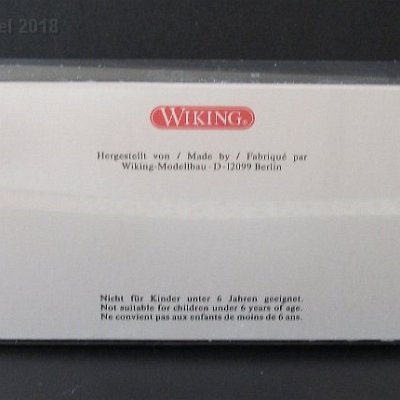 2018
WIKING®
Hergestellt von / Made by / Fabriqué par
Wiking-Modellbau · D-12099 Berlin
Nicht für Kinder unter 6 Jahren geeignet.
Not suitable for children under 6 years of age.
Ne convient pas aux enfants de moins de 6 ans.